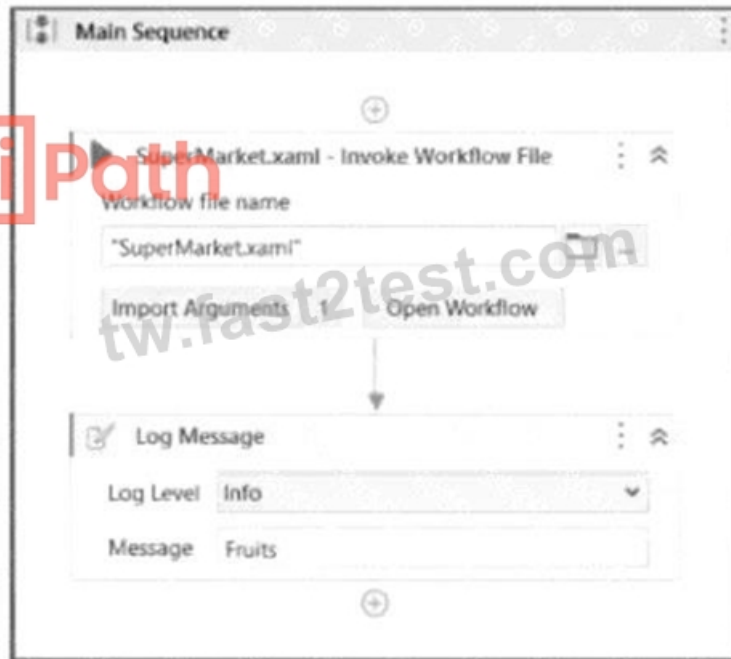 Main Sequence
SuperMarket.xaml - Invoke Workflow File
iPath
Workflow file name
"SuperMarket.xaml"
...
Import Arguments 1 Open Workflow
tw.fast2test.com
Log Message
Log Level Info
Message Fruits